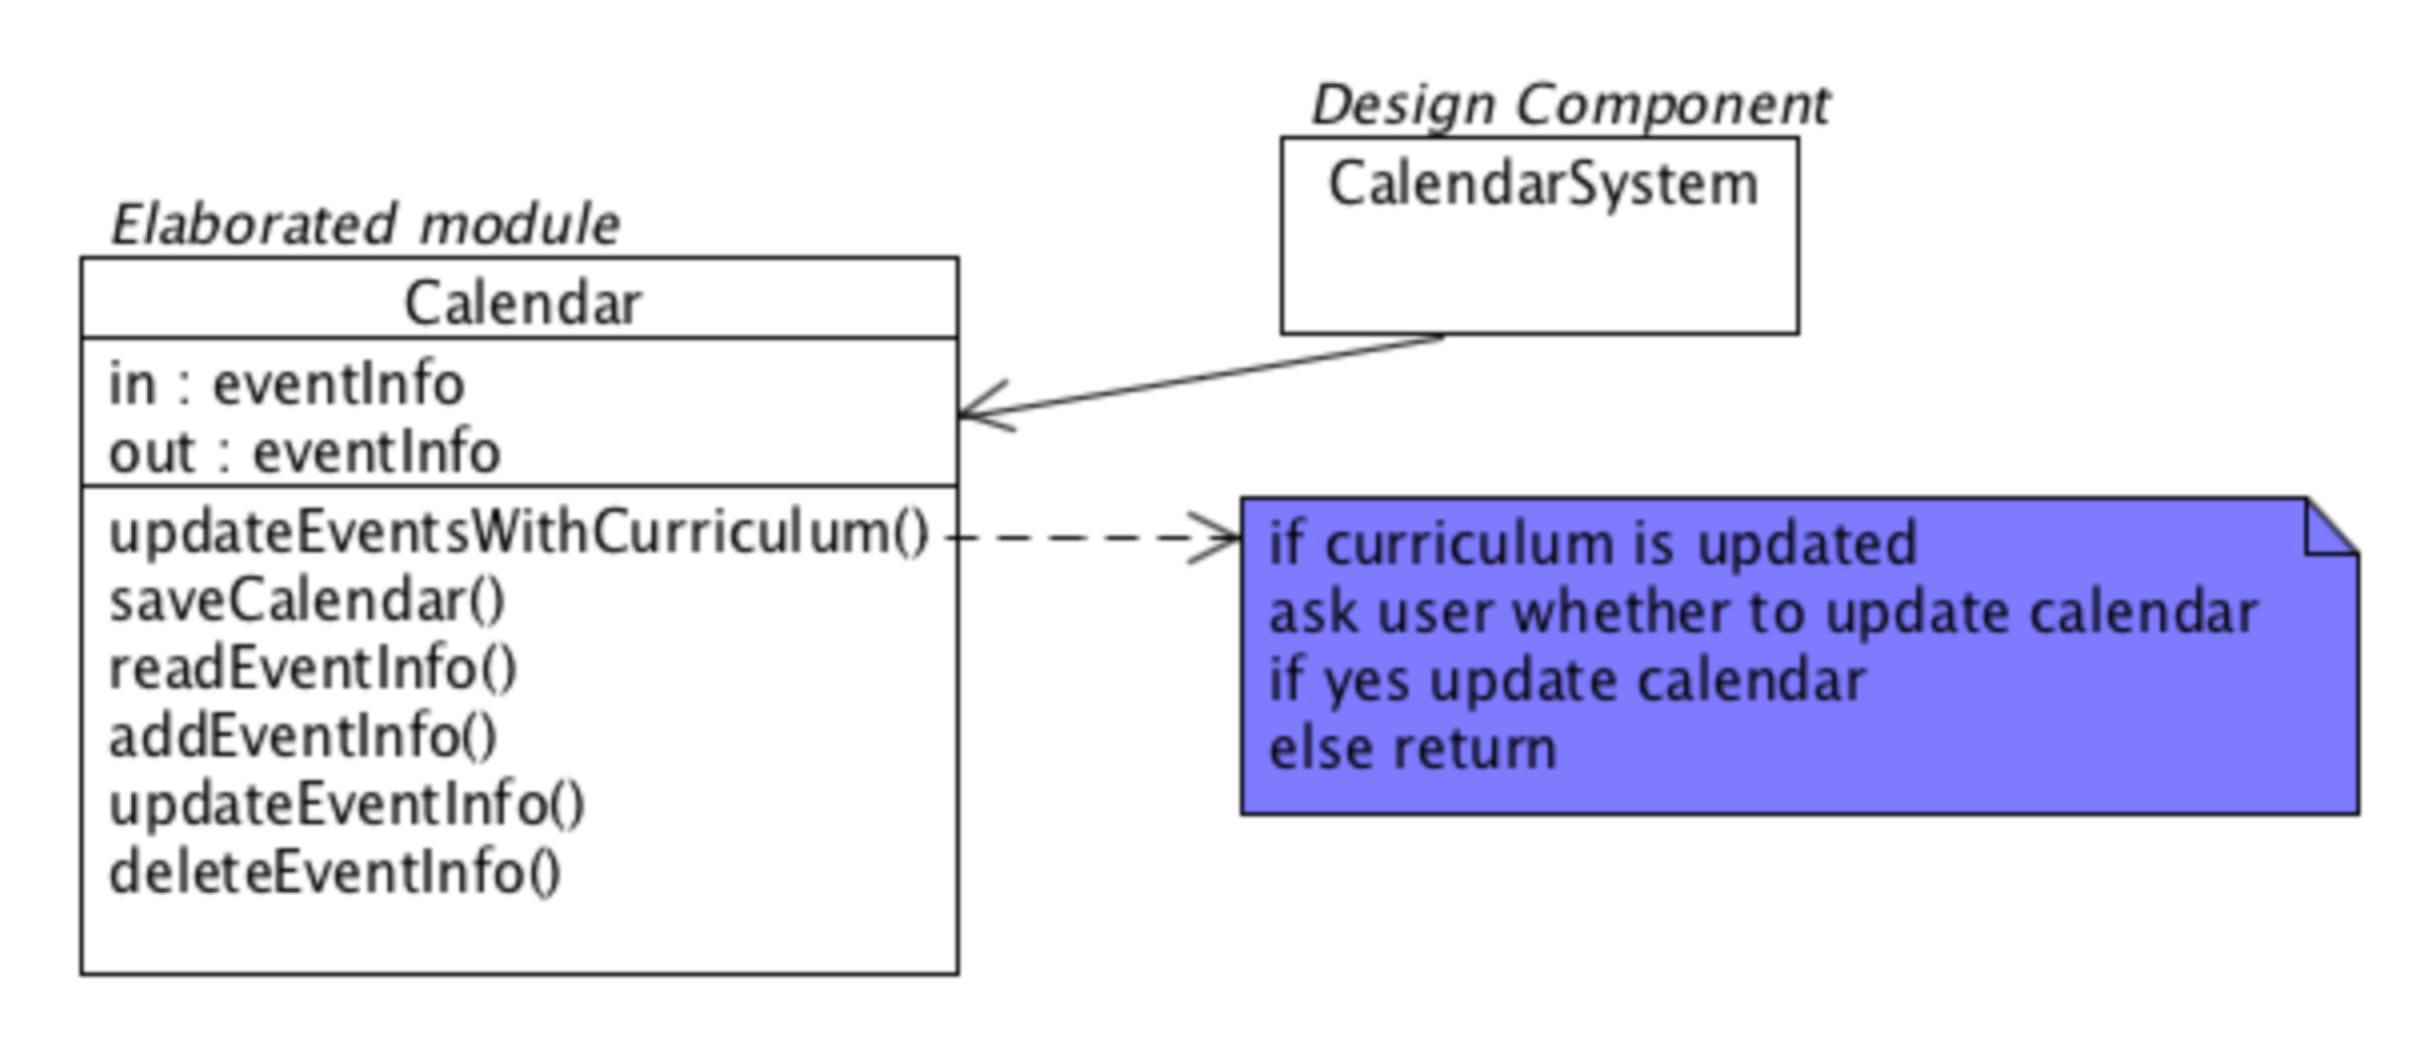 Design Component
CalendarSystem
Elaborated module
Calendar
in : eventInfo
out : eventInfo
updateEventsWithCurriculum()
saveCalendar()
readEventInfo()
addEventInfo()
updateEventInfo()
deleteEventInfo()
if curriculum is updated
ask user whether to update calendar
if yes update calendar
else return